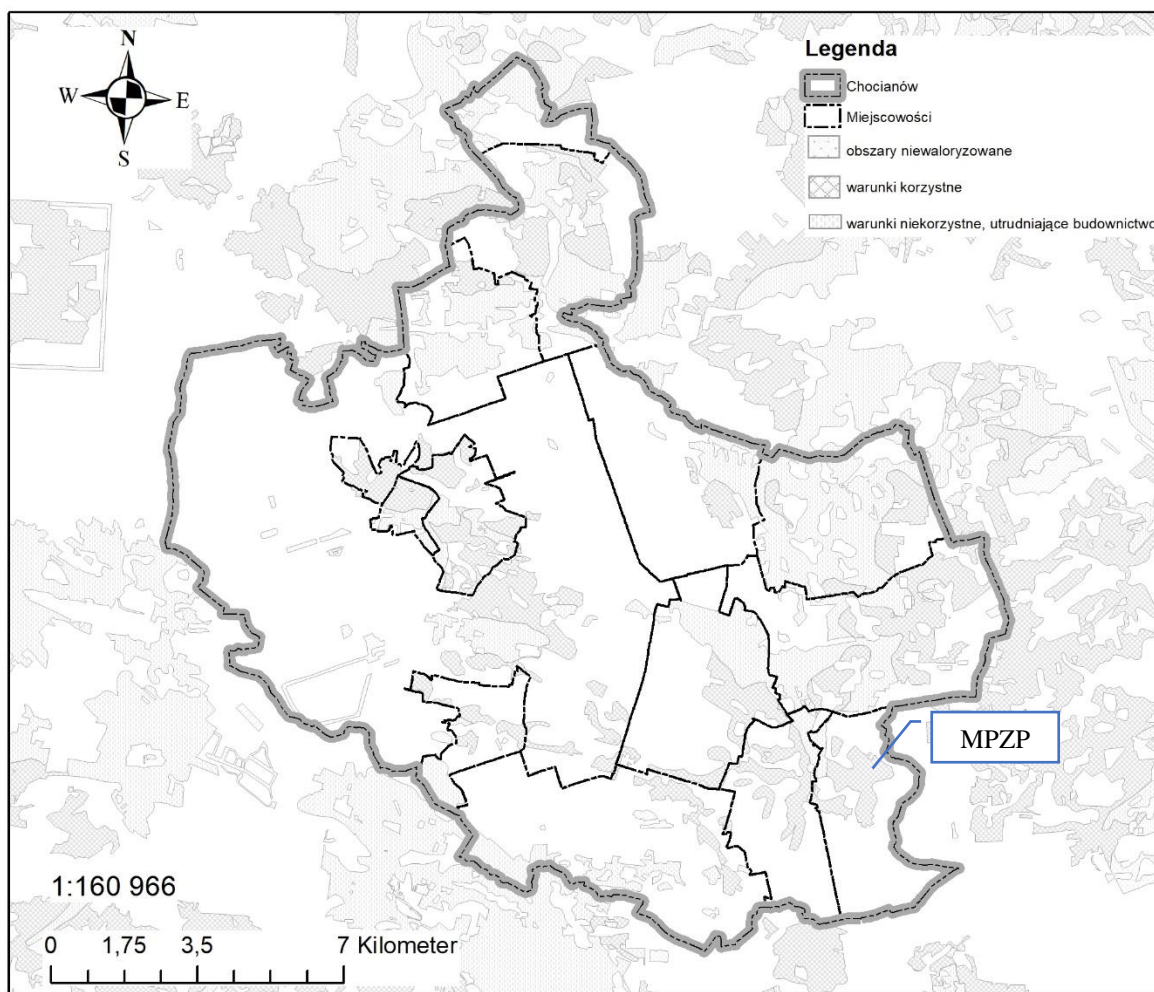 N
W E
S
Legenda
Chocianów
Miejscowości
obszary niewaloryzowane
warunki korzystne
warunki niekorzystne, utrudniające budownictwo
MPZP
1:160 966
0 1,75 3,5 7 Kilometer